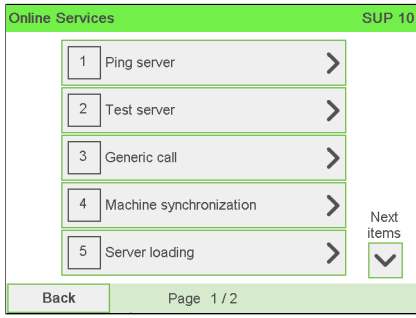 Online Services SUP 10
1 Ping server
2 Test server
3 Generic call
4 Machine synchronization
5 Server loading
Next
items
Back Page 1 / 2